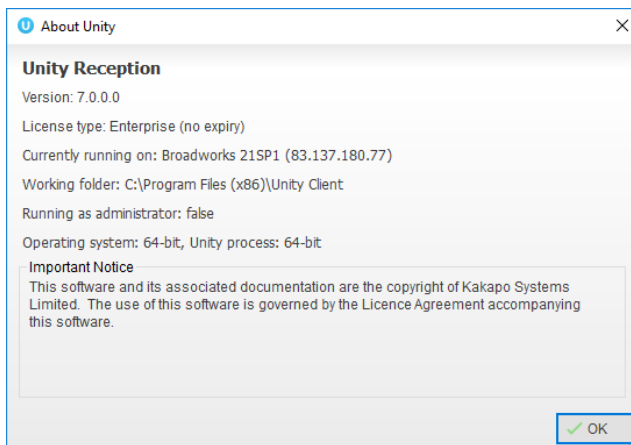 About Unity
Unity Reception
Version: 7.0.0.0
License type: Enterprise (no expiry)
Currently running on: Broadworks 21SP1 (83.137.180.77)
Working folder: C:\Program Files (x86)\Unity Client
Running as administrator: false
Operating system: 64-bit, Unity process: 64-bit
Important Notice
This software and its associated documentation are the copyright of Kakapo Systems
Limited. The use of this software is governed by the Licence Agreement accompanying
this software.
OK